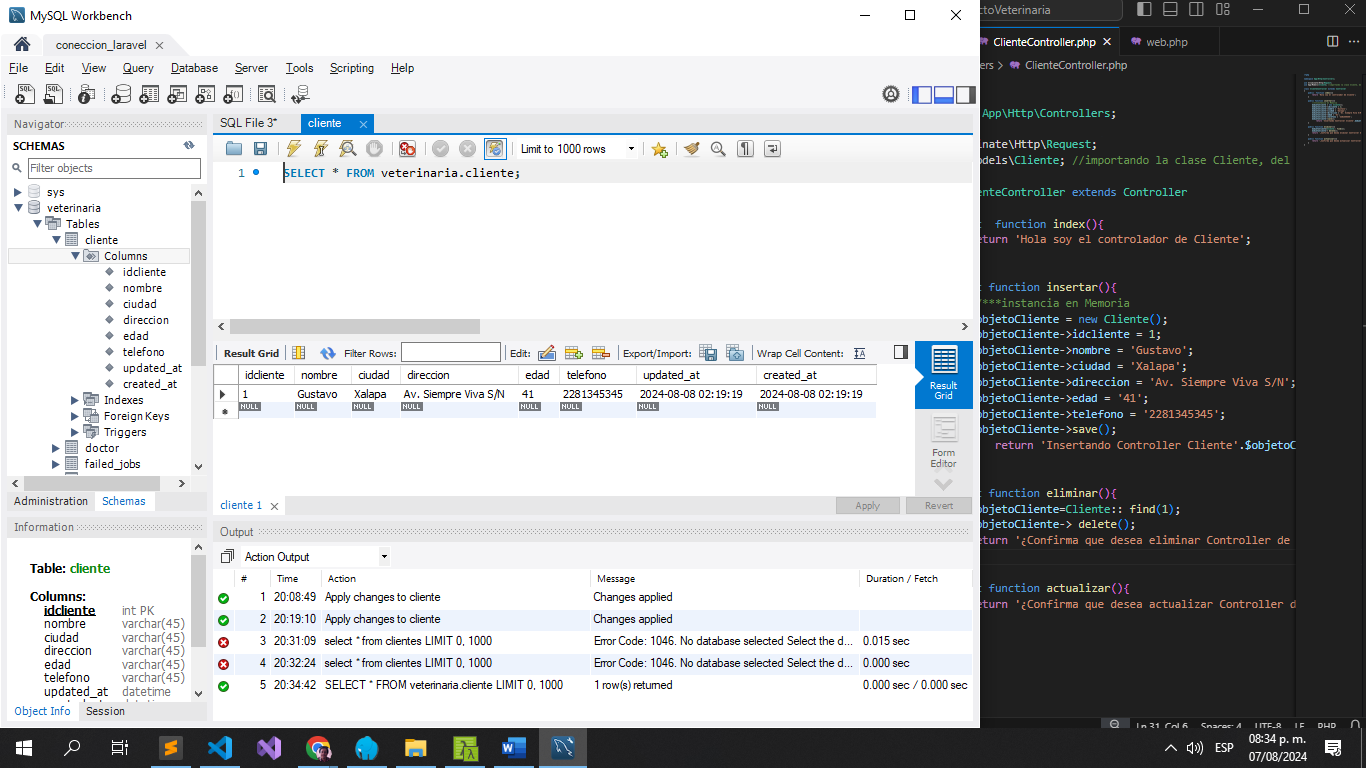 MySQL Workbench
coneccion_laravel
File Edit View Query Database Server Tools Scripting Help
Navigator
SCHEMAS
Filter objects
sys
veterinaria
Tables
cliente
Columns
idcliente
nombre
ciudad
direccion
edad
telefono
updated_at
created_at
Indexes
Foreign Keys
Triggers
doctor
failed_jobs
Administration Schemas
Information
Table: cliente
Columns:
idcliente int PK
nombre varchar(45)
ciudad varchar(45)
direccion varchar(45)
edad varchar(45)
telefono varchar(45)
updated_at datetime
Object Info Session
SQL File 3* cliente
Limit to 1000 rows
1 SELECT * FROM veterinaria.cliente;
Result Grid Filter Rows: Edit: Export/Import: Wrap Cell Content:
idcliente nombre ciudad direccion edad telefono updated_at created_at
1 Gustavo Xalapa Av. Siempre Viva S/N 41 2281345345 2024-08-08 02:19:19 2024-08-08 02:19:19
NULL NULL NULL NULL NULL NULL NULL NULL
Result Grid
Form Editor
cliente 1 Apply Revert
Output
Action Output
# Time Action Message Duration / Fetch
1 20:08:49 Apply changes to cliente Changes applied
2 20:19:10 Apply changes to cliente Changes applied
3 20:31:09 select * from clientes LIMIT 0, 1000 Error Code: 1046. No database selected Select the d... 0.015 sec
4 20:32:24 select * from clientes LIMIT 0, 1000 Error Code: 1046. No database selected Select the d... 0.000 sec
5 20:34:42 SELECT * FROM veterinaria.cliente LIMIT 0, 1000 1 row(s) returned 0.000 sec / 0.000 sec
ctoVeterinaria
ClienteController.php web.php
ers > ClienteController.php
App\Http\Controllers;
inate\Http\Request;
odels\Cliente; //importando la clase Cliente, del
enteController extends Controller
function index(){
eturn 'Hola soy el controlador de Cliente';
t function insertar(){
***instancia en Memoria
objetoCliente = new Cliente();
objetoCliente->idcliente = 1;
objetoCliente->nombre = 'Gustavo';
objetoCliente->ciudad = 'Xalapa';
objetoCliente->direccion = 'Av. Siempre Viva S/N';
objetoCliente->edad = '41';
objetoCliente->telefono = '2281345345';
objetoCliente->save();
return 'Insertando Controller Cliente'.$objetoC
t function eliminar(){
objetoCliente=Cliente:: find(1);
objetoCliente-> delete();
eturn '¿Confirma que desea eliminar Controller de
t function actualizar(){
eturn '¿Confirma que desea actualizar Controller d
Ln 31, Col 6 Spaces: 4 UTF-8 LF PHP
ESP
08:34 p. m.
07/08/2024